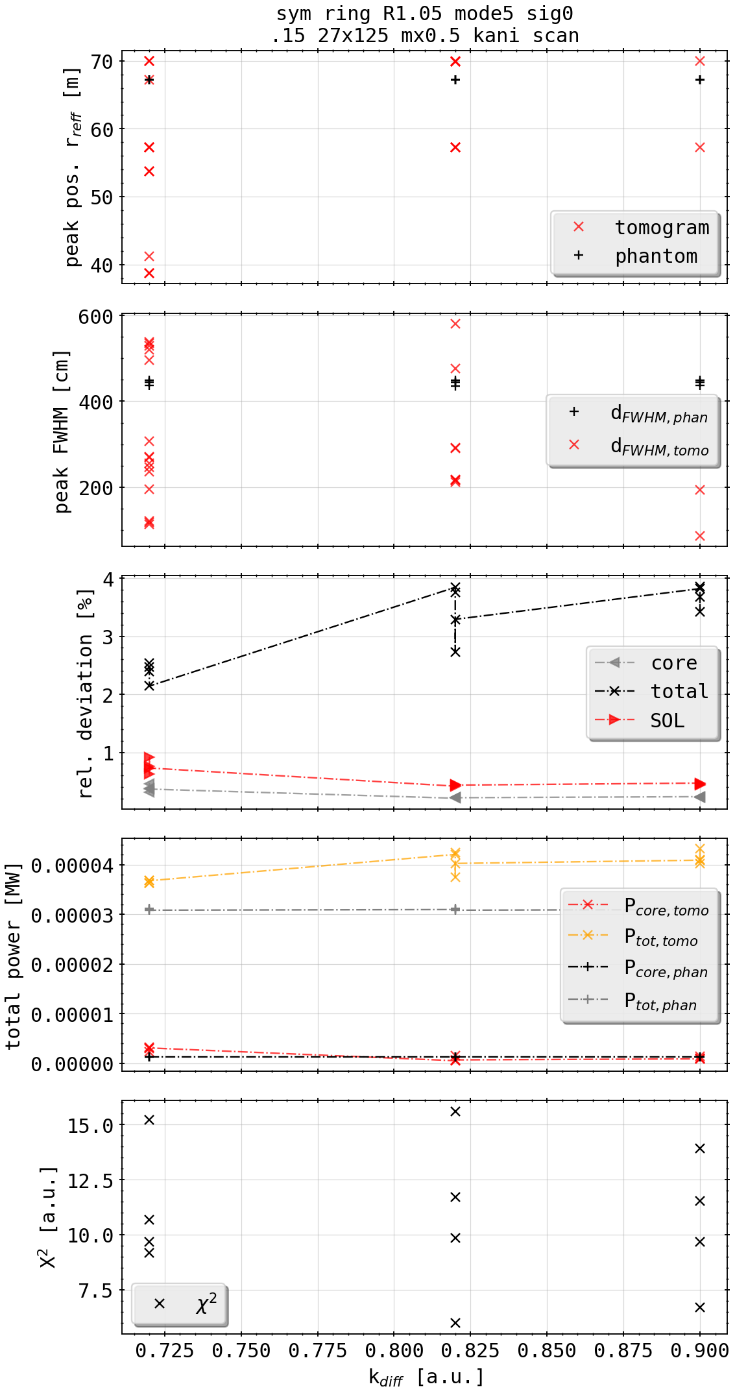 sym ring R1.05 mode5 sig0
.15 27x125 mx0.5 kani scan
peak pos. r_reff [m]
70
60
50
40
tomogram
phantom
peak FWHM [cm]
600
400
200
d_FWHM, phan
d_FWHM, tomo
rel. deviation [%]
4
3
2
1
core
total
SOL
total power [MW]
0.00004
0.00003
0.00002
0.00001
0.00000
P_core, tomo
P_tot, tomo
P_core, phan
P_tot, phan
X² [a.u.]
15.0
12.5
10.0
7.5
χ²
0.725 0.750 0.775 0.800 0.825 0.850 0.875 0.900
k_diff [a.u.]